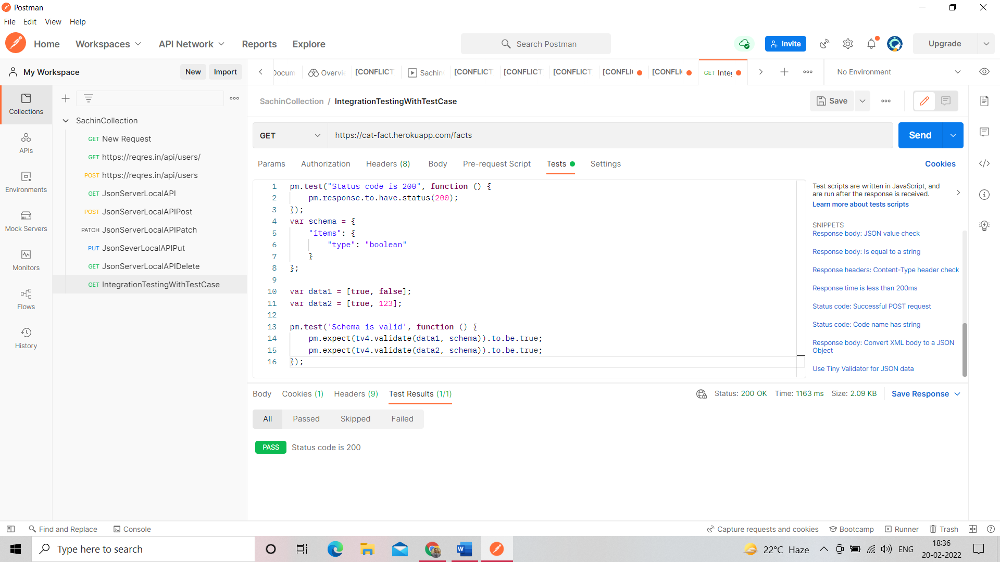 Postman
File Edit View Help
Home Workspaces API Network Reports Explore Search Postman Invite Upgrade
My Workspace New Import
Docum Overvie [CONFLICT Sachin [CONFLICT [CONFLICT [CONFLICT [CONFLI [CONFLI GET Integ No Environment
Collections
APIs
Environments
Mock Servers
Monitors
Flows
History
SachinCollection
GET New Request
GET https://reqres.in/api/users/
POST https://reqres.in/api/users
GET JsonServerLocalAPI
POST JsonServerLocalAPIPost
PATCH JsonServerLocalAPIPatch
PUT JsonSeverLocalAPIPut
GET JsonServerLocalAPIDelete
GET IntegrationTestingWithTestCase
SachinCollection / IntegrationTestingWithTestCase Save
GET https://cat-fact.herokuapp.com/facts Send
Params Authorization Headers (8) Body Pre-request Script Tests Settings Cookies
1 pm.test("Status code is 200", function () {
2 pm.response.to.have.status(200);
3 });
4 var schema = {
5 "items": {
6 "type": "boolean"
7 }
8 };
9
10 var data1 = [true, false];
11 var data2 = [true, 123];
12
13 pm.test('Schema is valid', function () {
14 pm.expect(tv4.validate(data1, schema)).to.be.true;
15 pm.expect(tv4.validate(data2, schema)).to.be.true;
16 });
Test scripts are written in JavaScript, and
are run after the response is received.
Learn more about tests scripts
SNIPPETS
Response body: JSON value check
Response body: Is equal to a string
Response headers: Content-Type header check
Response time is less than 200ms
Status code: Successful POST request
Status code: Code name has string
Response body: Convert XML body to a JSON
Object
Use Tiny Validator for JSON data
Body Cookies (1) Headers (9) Test Results (1/1) Status: 200 OK Time: 1163 ms Size: 2.09 KB Save Response
All Passed Skipped Failed
PASS Status code is 200
Find and Replace Console Capture requests and cookies Bootcamp Runner Trash
Type here to search 22°C Haze ENG 18:36
20-02-2022